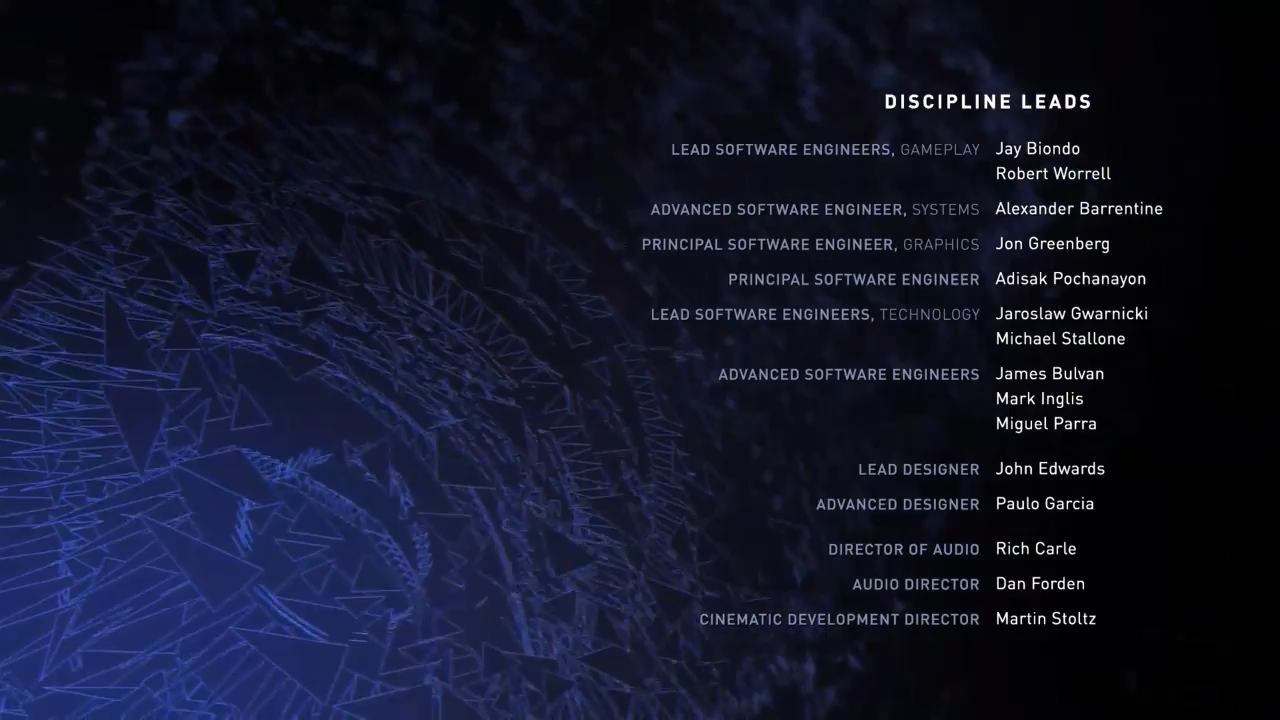 DISCIPLINE LEADS
LEAD SOFTWARE ENGINEERS, GAMEPLAY Jay Biondo
Robert Worrell
ADVANCED SOFTWARE ENGINEER, SYSTEMS Alexander Barrentine
PRINCIPAL SOFTWARE ENGINEER, GRAPHICS Jon Greenberg
PRINCIPAL SOFTWARE ENGINEER Adisak Pochanayon
LEAD SOFTWARE ENGINEERS, TECHNOLOGY Jaroslaw Gwarnicki
Michael Stallone
ADVANCED SOFTWARE ENGINEERS James Bulvan
Mark Inglis
Miguel Parra
LEAD DESIGNER John Edwards
ADVANCED DESIGNER Paulo Garcia
DIRECTOR OF AUDIO Rich Carle
AUDIO DIRECTOR Dan Forden
CINEMATIC DEVELOPMENT DIRECTOR Martin Stoltz